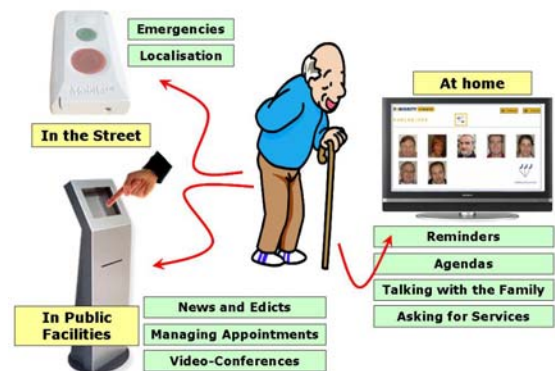 Emergencies
Localisation
In the Street
At home
Reminders
Agendas
Talking with the Family
Asking for Services
In Public
Facilities
News and Edicts
Managing Appointments
Video-Conferences